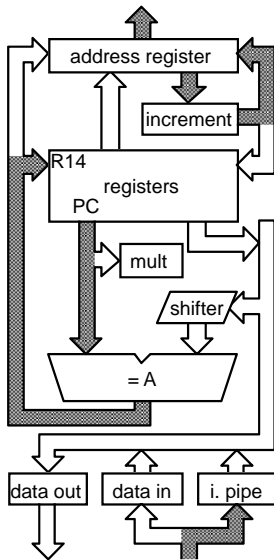 address register
increment
R14
registers
PC
mult
shifter
= A
data out
data in
i. pipe